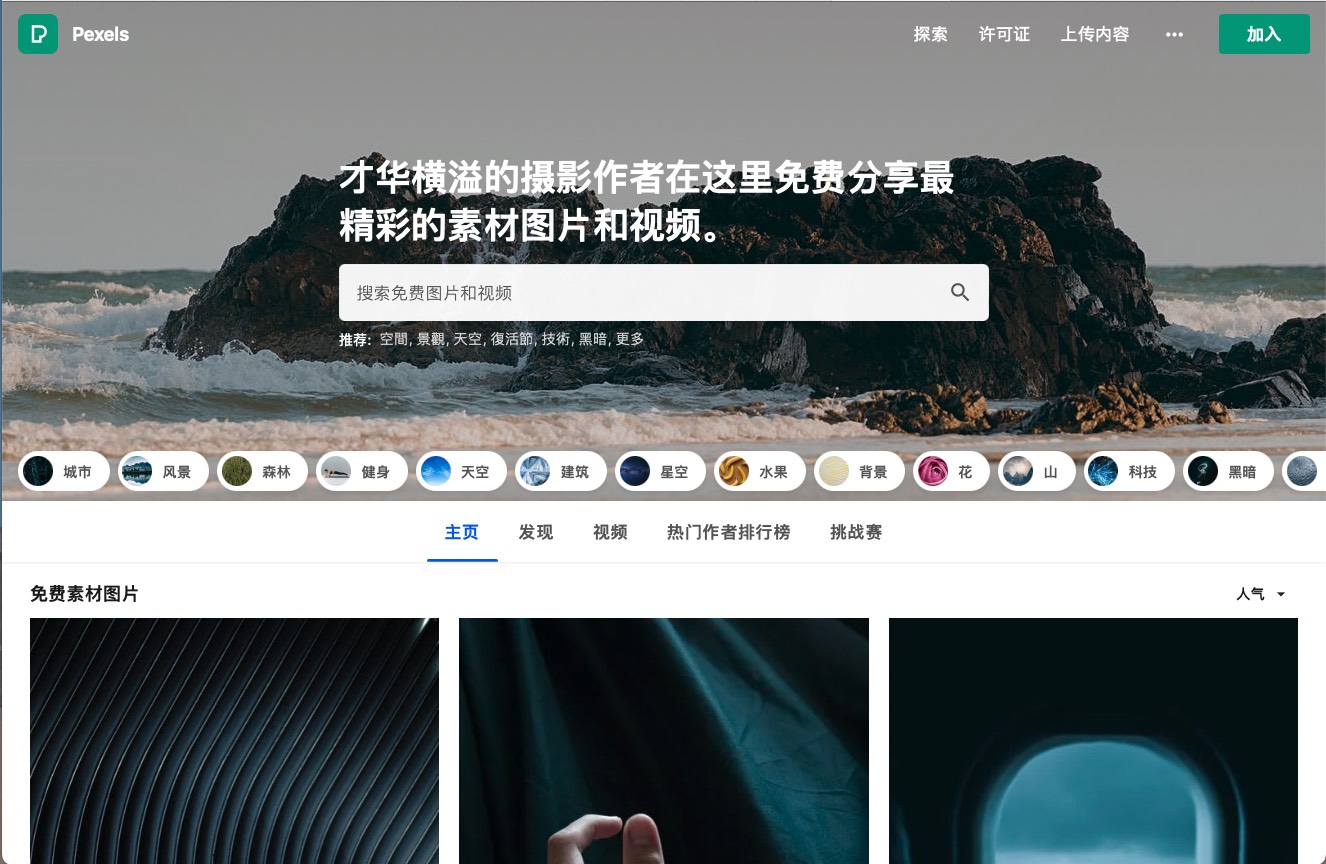 Pexels
探索 许可证 上传内容 ••• 加入
才华横溢的摄影作者在这里免费分享最
精彩的素材图片和视频。
搜索免费图片和视频
推荐: 空間, 景觀, 天空, 復活節, 技術, 黑暗, 更多
城市 风景 森林 健身 天空 建筑 星空 水果 背景 花 山 科技 黑暗
主页 发现 视频 热门作者排行榜 挑战赛
免费素材图片 人气